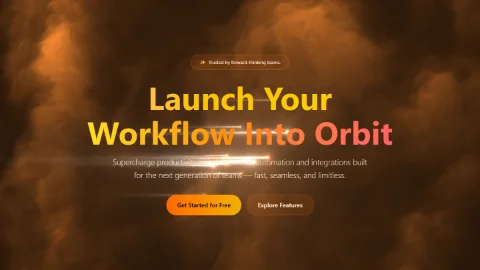 Trusted by forward-thinking teams.
Launch Your
Workflow Into Orbit
Supercharge productivity automation and integrations built
for the next generation of teams — fast, seamless, and limitless.
Get Started for Free
Explore Features